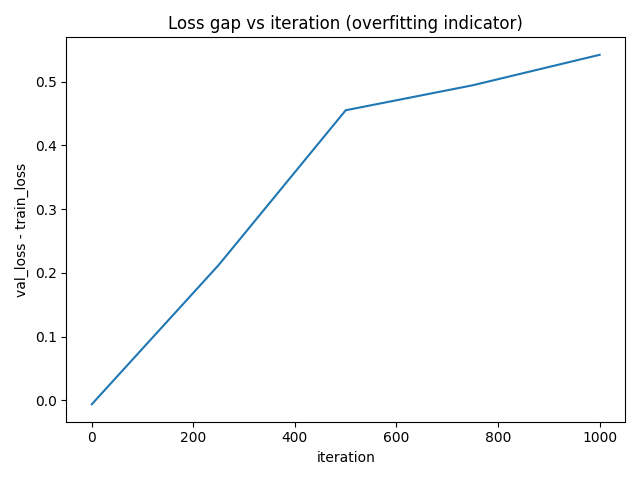 Loss gap vs iteration (overfitting indicator)
val_loss - train_loss
0.5
0.4
0.3
0.2
0.1
0.0
0 200 400 600 800 1000
iteration